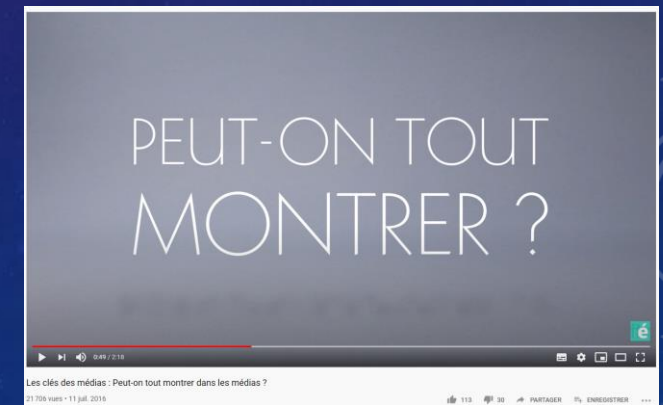 PEUT-ON TOUT
MONTRER ?
é
0:49 / 2:18
Les clés des médias : Peut-on tout montrer dans les médias ?
21 706 vues • 11 juil. 2016
113 30 PARTAGER ENREGISTRER